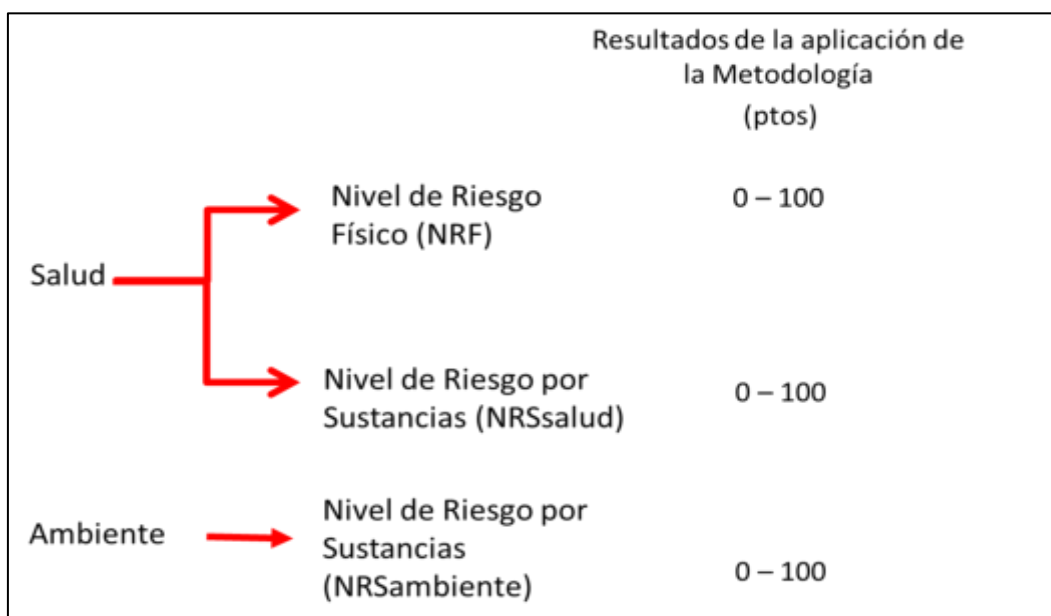 Resultados de la aplicación de
la Metodología
(ptos)
Nivel de Riesgo
Físico (NRF)
0 – 100
Salud
Nivel de Riesgo por
Sustancias (NRSsalud)
0 – 100
Ambiente
Nivel de Riesgo por
Sustancias
(NRSambiente)
0 – 100